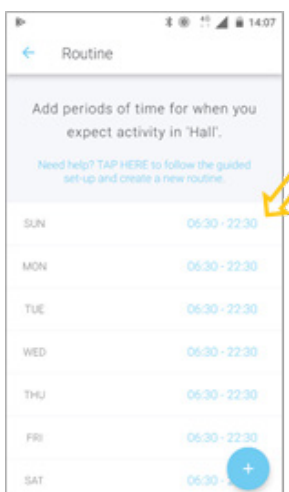 14:07
Routine
Add periods of time for when you
expect activity in 'Hall'.
Need help? TAP HERE to follow the guided
set-up and create a new routine.
SUN 06:30 - 22:30
MON 06:30 - 22:30
TUE 06:30 - 22:30
WED 06:30 - 22:30
THU 06:30 - 22:30
FRI 06:30 - 22:30
SAT 06:30 -
+